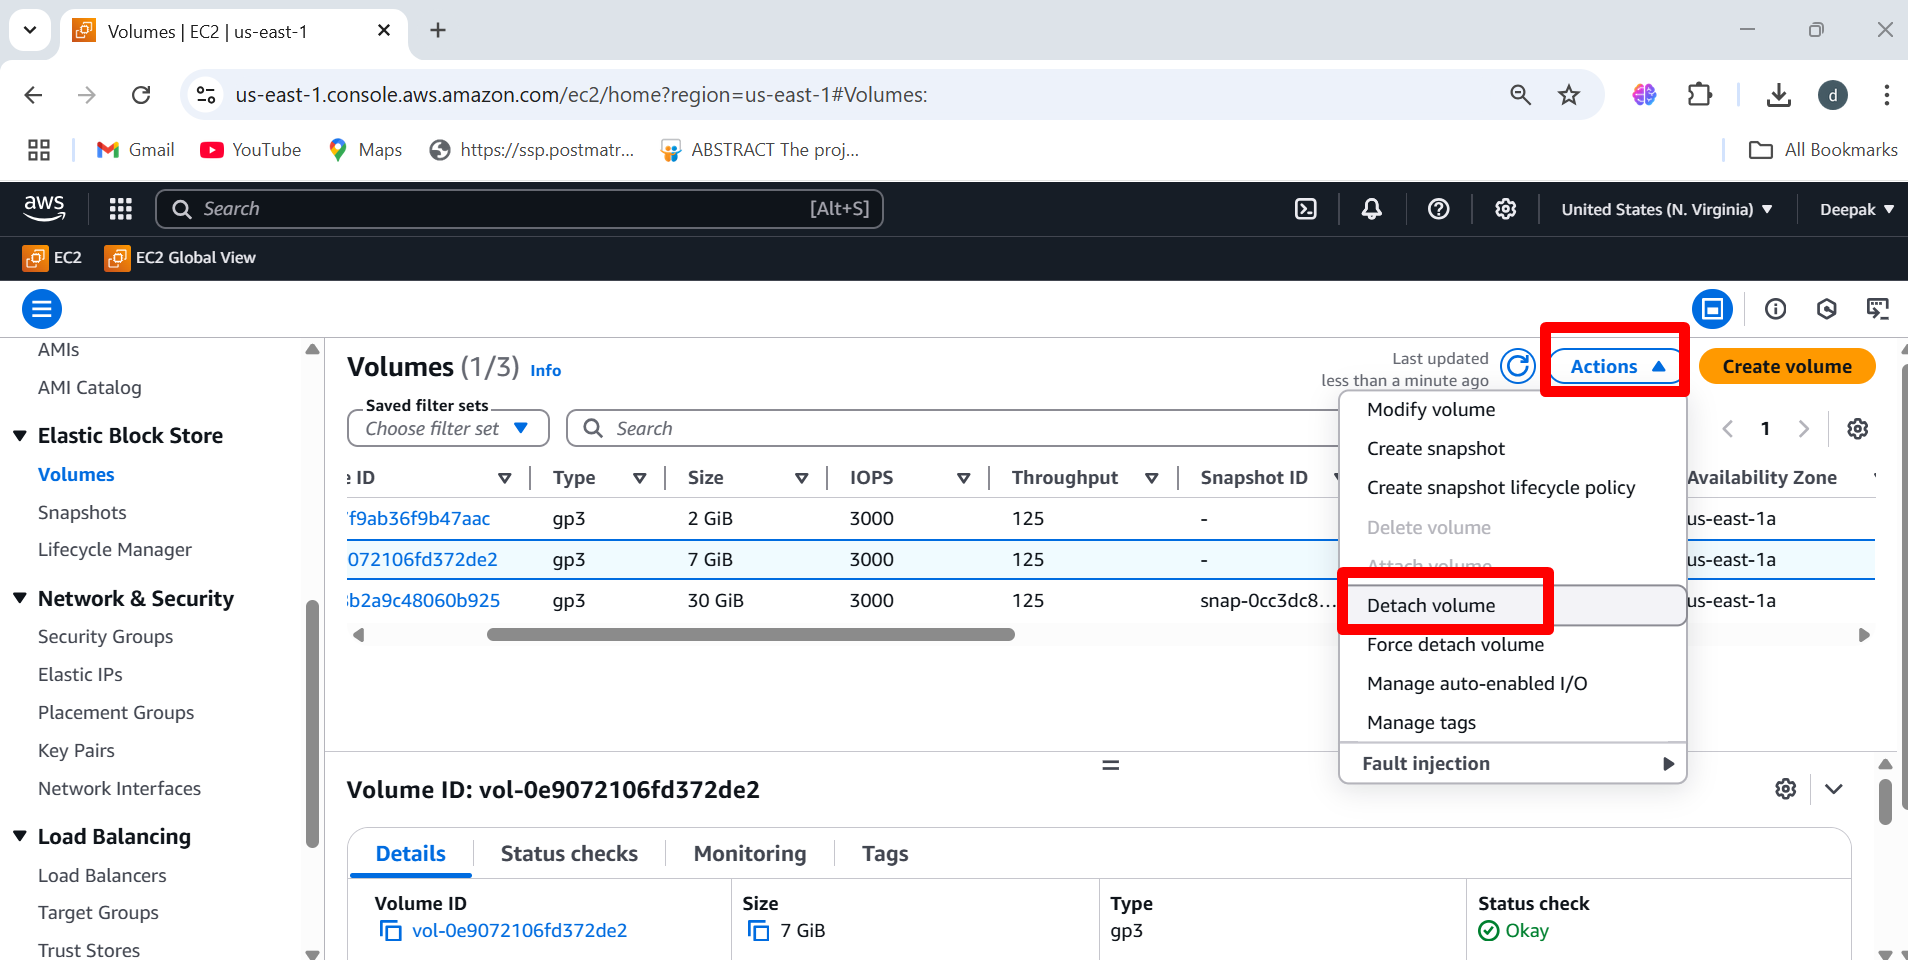 Volumes | EC2 | us-east-1
us-east-1.console.aws.amazon.com/ec2/home?region=us-east-1#Volumes:
d
Gmail
YouTube
Maps
https://ssp.postmatr...
ABSTRACT The proj...
All Bookmarks
aws
Search
[Alt+S]
United States (N. Virginia)
Deepak
EC2
EC2 Global View
AMIs
AMI Catalog
Elastic Block Store
Volumes
Snapshots
Lifecycle Manager
Network & Security
Security Groups
Elastic IPs
Placement Groups
Key Pairs
Network Interfaces
Load Balancing
Load Balancers
Target Groups
Trust Stores
Volumes (1/3) Info
Last updated
less than a minute ago
Actions
Create volume
Saved filter sets
Choose filter set
Search
1
e ID Type Size IOPS Throughput Snapshot ID Availability Zone
f9ab36f9b47aac gp3 2 GiB 3000 125 - us-east-1a
072106fd372de2 gp3 7 GiB 3000 125 - us-east-1a
b2a9c48060b925 gp3 30 GiB 3000 125 snap-0cc3dc8... us-east-1a
Modify volume
Create snapshot
Create snapshot lifecycle policy
Delete volume
Attach volume
Detach volume
Force detach volume
Manage auto-enabled I/O
Manage tags
Fault injection
Volume ID: vol-0e9072106fd372de2
Details
Status checks
Monitoring
Tags
Volume ID
vol-0e9072106fd372de2
Size
7 GiB
Type
gp3
Status check
Okay